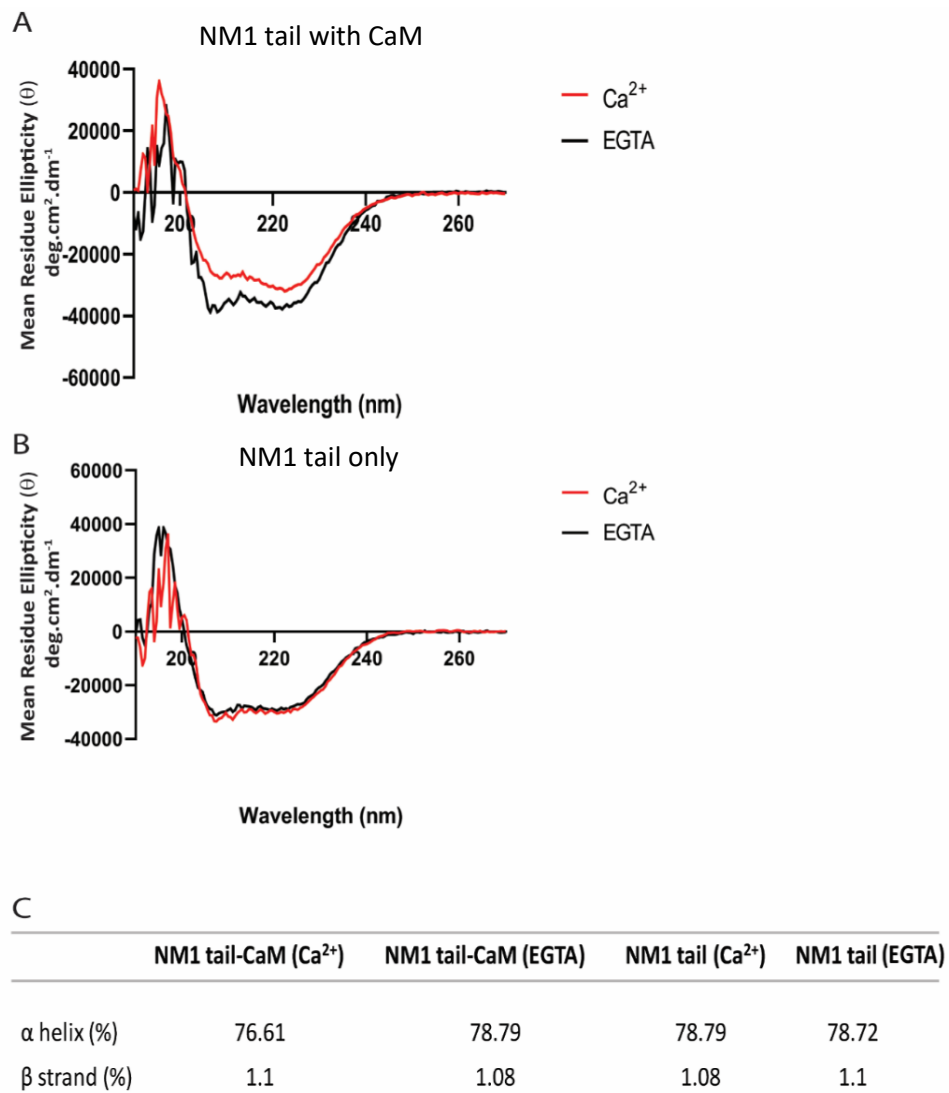 A
NM1 tail with CaM
Mean Residue Ellipticity (θ)
deg.cm².dm⁻¹
40000
20000
0
-20000
-40000
-60000
200 220 240 260
Wavelength (nm)
Ca²⁺
EGTA
B
NM1 tail only
Mean Residue Ellipticity (θ)
deg.cm².dm⁻¹
60000
40000
20000
0
-20000
-40000
200 220 240 260
Wavelength (nm)
Ca²⁺
EGTA
C
NM1 tail-CaM (Ca²⁺) NM1 tail-CaM (EGTA) NM1 tail (Ca²⁺) NM1 tail (EGTA)
α helix (%) 76.61 78.79 78.79 78.72
β strand (%) 1.1 1.08 1.08 1.1